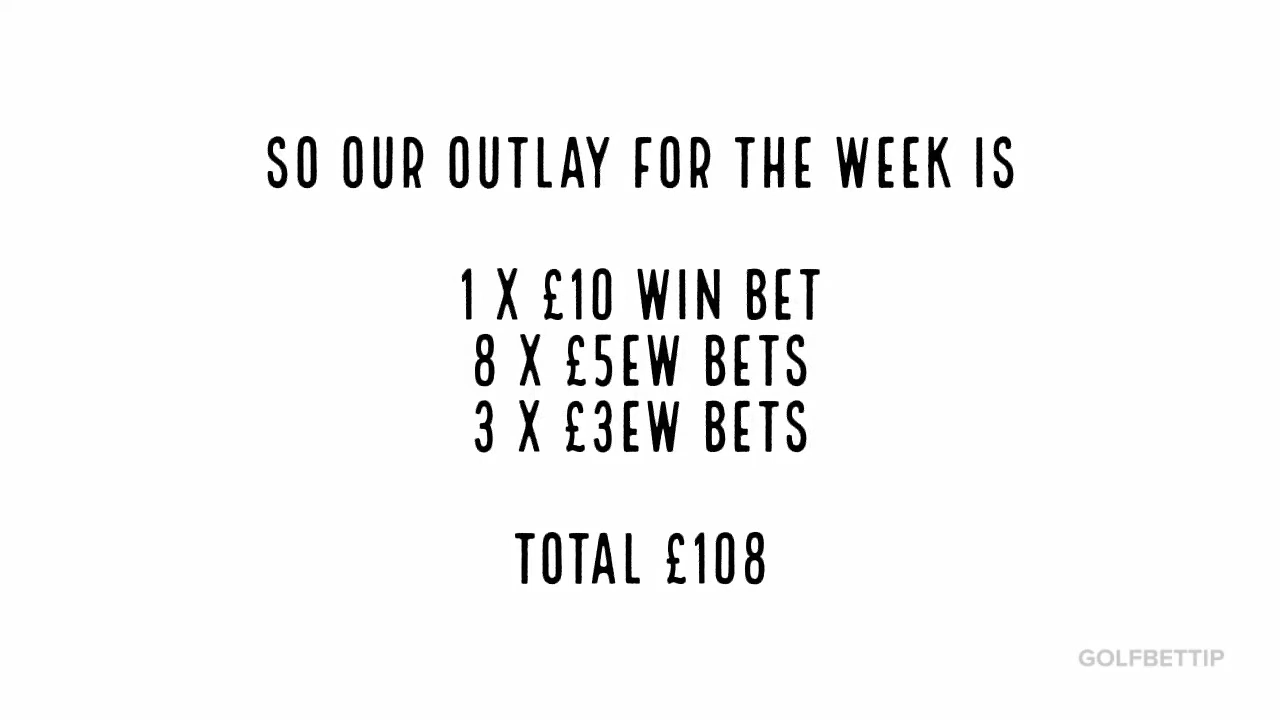 SO OUR OUTLAY FOR THE WEEK IS
1 X £10 WIN BET
8 X £5EW BETS
3 X £3EW BETS
TOTAL £108
GOLFBETTIP